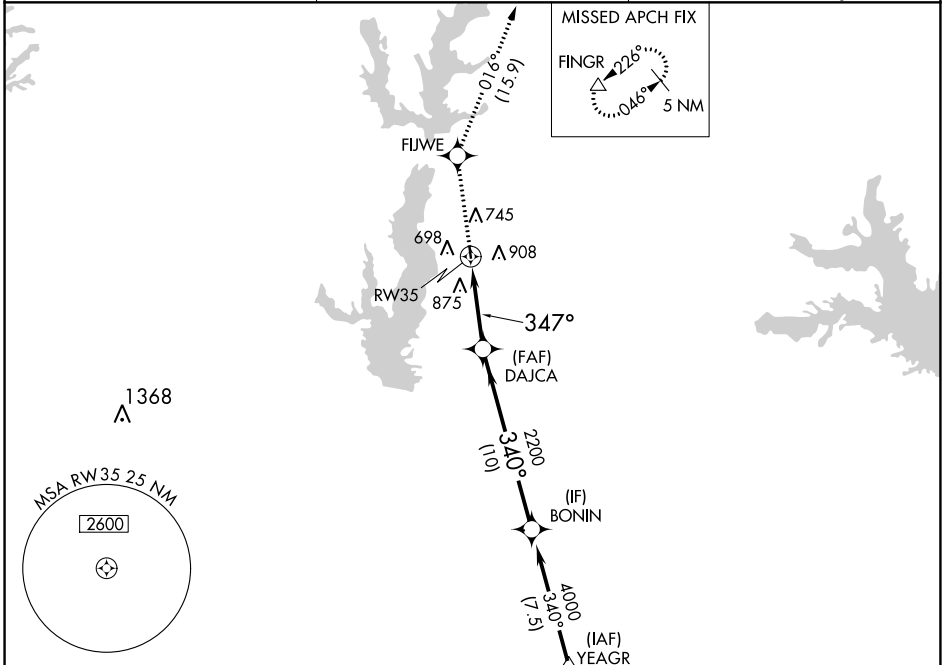 MISSED APCH FIX
FINGR
226°
046°
5 NM
016°
(15.9)
FIJWE
745
698
908
RW35
875
347°
(FAF)
DAJCA
1368
2200
340°
(10)
MSA RW35 25 NM
2600
(IF)
BONIN
4000
340°
(7.5)
(IAF)
YEAGR